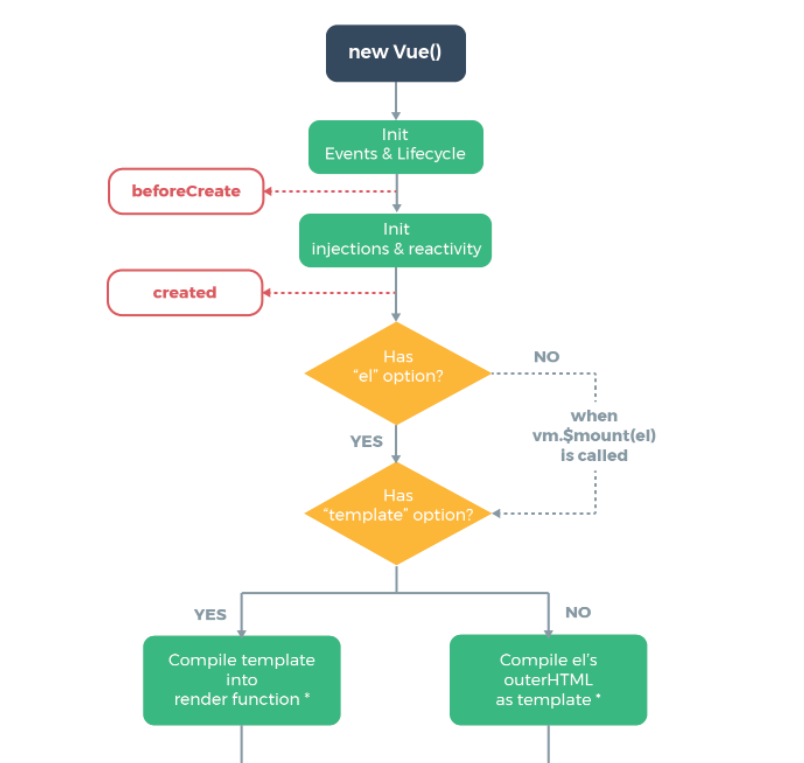 new Vue()
Init
Events & Lifecycle
beforeCreate
Init
injections & reactivity
created
Has
“el” option?
NO
when
vm.$mount(el)
is called
YES
Has
“template” option?
YES
NO
Compile template
into
render function *
Compile el’s
outerHTML
as template *